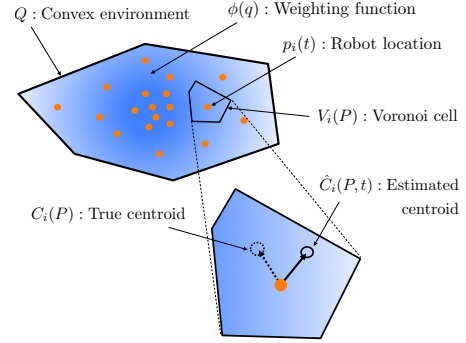 Q : Convex environment
ϕ(q) : Weighting function
p_i(t) : Robot location
V_i(P) : Voronoi cell
Ĉ_i(P, t) : Estimated
centroid
C_i(P) : True centroid